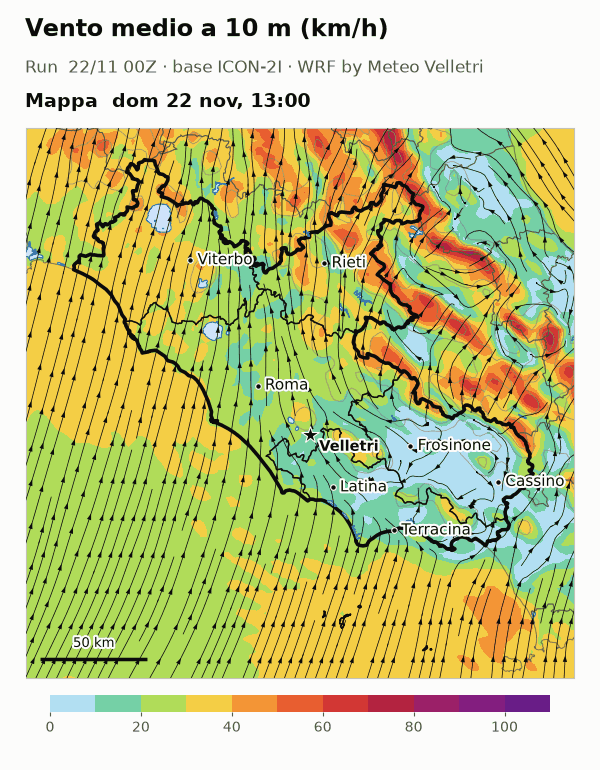 Vento medio a 10 m (km/h)
Run  22/11 00Z · base ICON-2I · WRF by Meteo Velletri
Mappa  dom 22 nov, 13:00
Viterbo
Rieti
Roma
Velletri
Frosinone
Cassino
Latina
Terracina
50 km
0 20 40 60 80 100